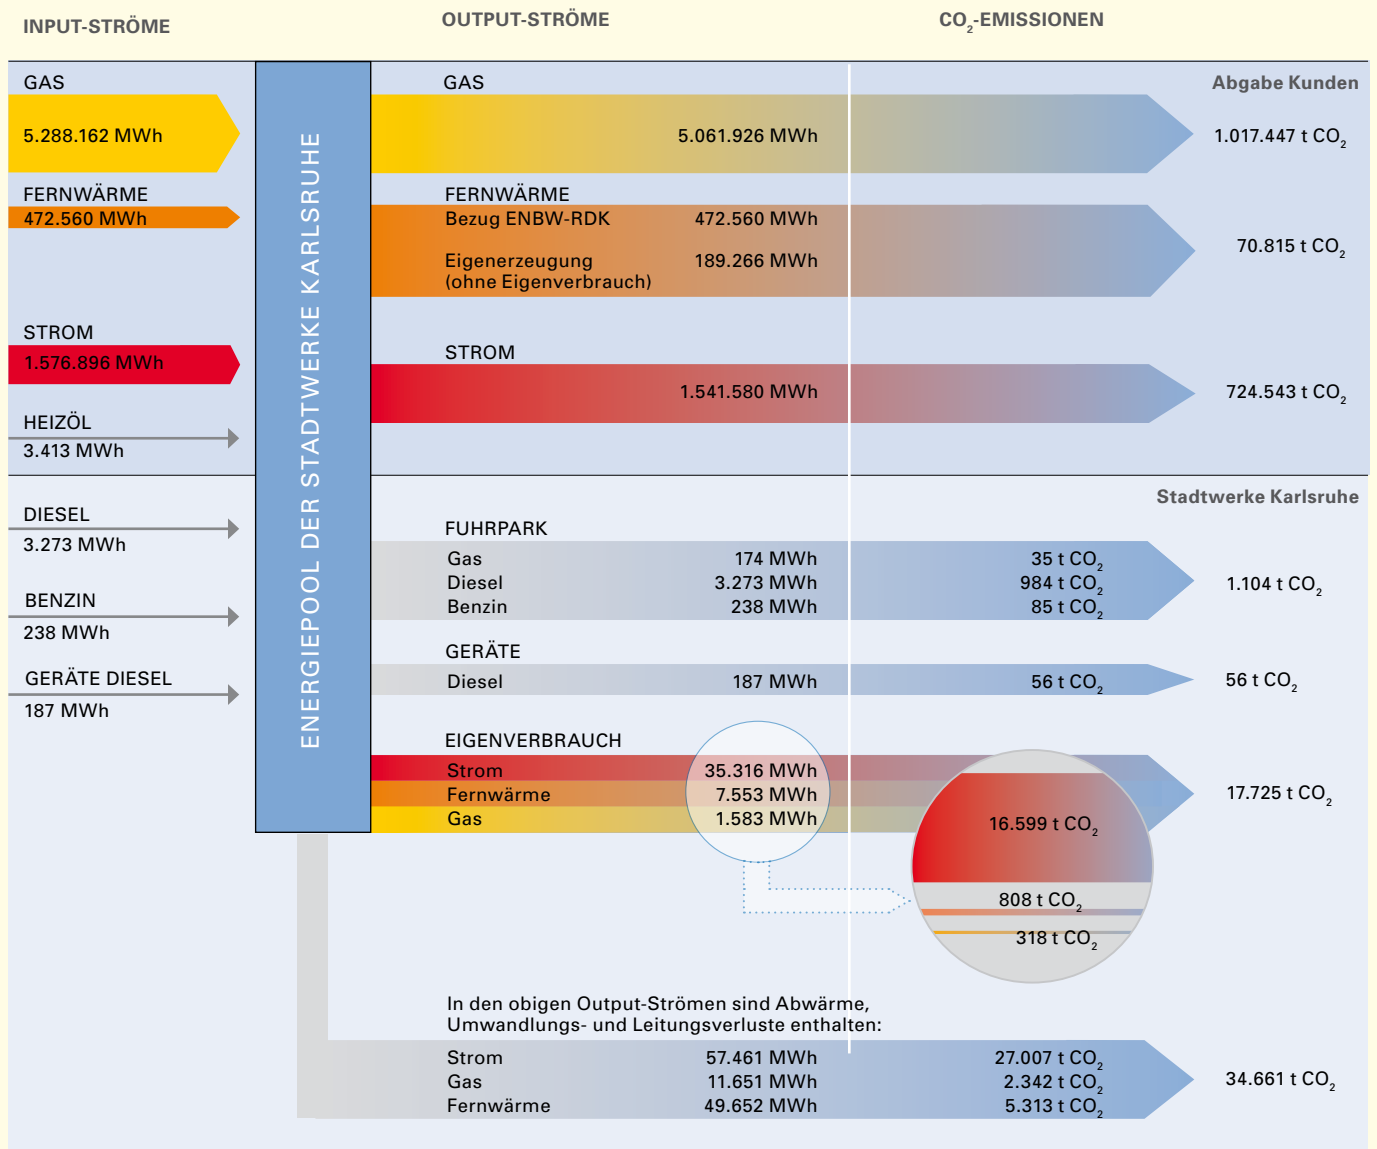 INPUT-STRÖME
OUTPUT-STRÖME
CO₂-EMISSIONEN
GAS
5.288.162 MWh
FERNWÄRME
472.560 MWh
STROM
1.576.896 MWh
HEIZÖL
3.413 MWh
DIESEL
3.273 MWh
BENZIN
238 MWh
GERÄTE DIESEL
187 MWh
ENERGIEPOOL DER STADTWERKE KARLSRUHE
Abgabe Kunden
GAS
5.061.926 MWh
1.017.447 t CO₂
FERNWÄRME
Bezug ENBW-RDK 472.560 MWh
Eigenerzeugung 189.266 MWh
(ohne Eigenverbrauch)
70.815 t CO₂
STROM
1.541.580 MWh
724.543 t CO₂
Stadtwerke Karlsruhe
FUHRPARK
Gas 174 MWh 35 t CO₂
Diesel 3.273 MWh 984 t CO₂
Benzin 238 MWh 85 t CO₂
1.104 t CO₂
GERÄTE
Diesel 187 MWh 56 t CO₂
56 t CO₂
EIGENVERBRAUCH
Strom 35.316 MWh
Fernwärme 7.553 MWh
Gas 1.583 MWh
17.725 t CO₂
16.599 t CO₂
808 t CO₂
318 t CO₂
In den obigen Output-Strömen sind Abwärme,
Umwandlungs- und Leitungsverluste enthalten:
Strom 57.461 MWh 27.007 t CO₂
Gas 11.651 MWh 2.342 t CO₂
Fernwärme 49.652 MWh 5.313 t CO₂
34.661 t CO₂